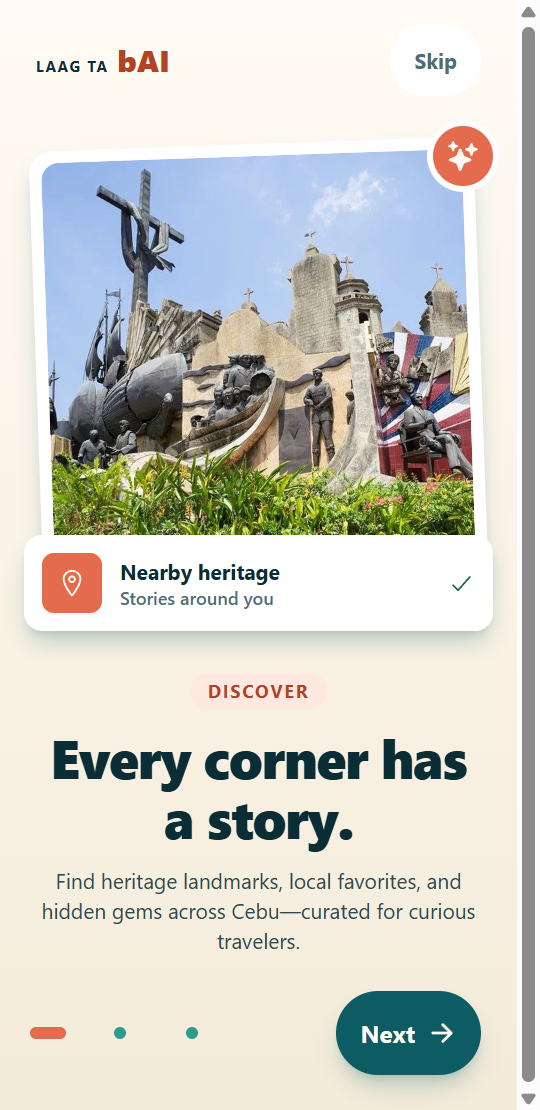 LAAG TA bAI
Skip
Nearby heritage
Stories around you
DISCOVER
Every corner has
a story.
Find heritage landmarks, local favorites, and
hidden gems across Cebu—curated for curious
travelers.
Next